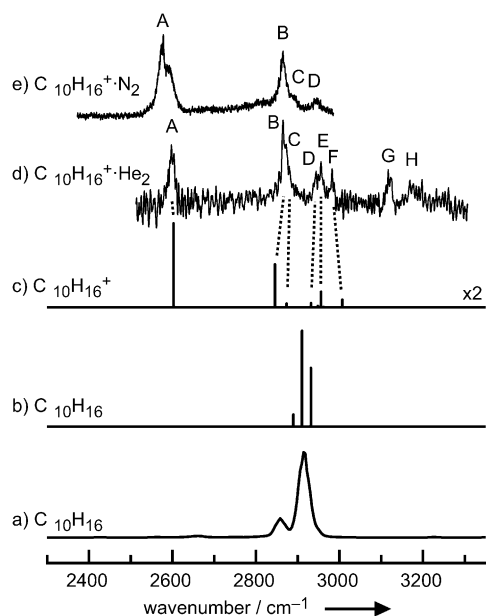 A
B
C
D
e) C 10H16+·N2
A
B
C
D
E
F
G
H
d) C 10H16+·He2
c) C 10H16+
x2
b) C 10H16
a) C 10H16
2400 2600 2800 3000 3200
wavenumber / cm−1